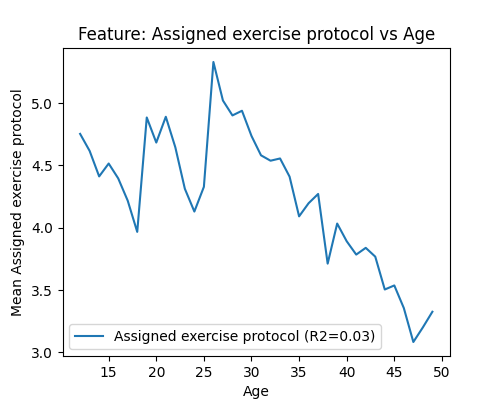 Feature: Assigned exercise protocol vs Age
Mean Assigned exercise protocol
5.0
4.5
4.0
3.5
3.0
Assigned exercise protocol (R2=0.03)
15 20 25 30 35 40 45 50
Age